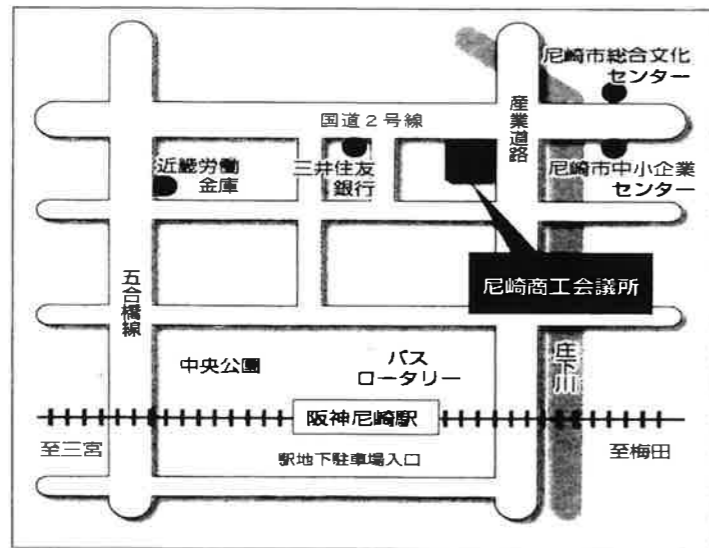 尼崎市総合文化
センター
国道2号線
産業道路
近畿労働
金庫
三井住友
銀行
尼崎市中小企業
センター
尼崎商工会議所
五合橋線
中央公園
バス
ロータリー
庄下川
阪神尼崎駅
至三宮
至梅田
駅地下駐車場入口